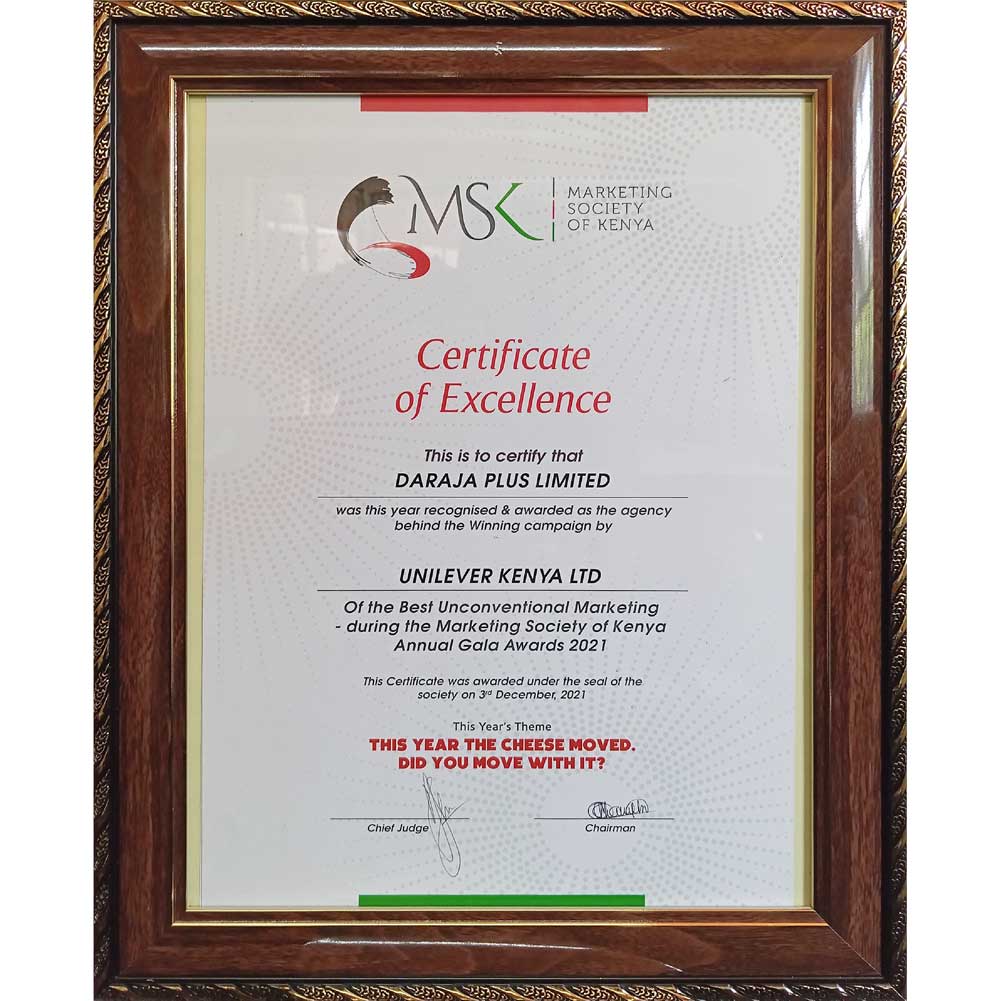 MSK
MARKETING
SOCIETY
OF KENYA
Certificate
of Excellence
This is to certify that
DARAJA PLUS LIMITED
was this year recognised & awarded as the agency
behind the Winning campaign by
UNILEVER KENYA LTD
Of the Best Unconventional Marketing
- during the Marketing Society of Kenya
Annual Gala Awards 2021
This Certificate was awarded under the seal of the
society on 3rd December, 2021
This Year's Theme
THIS YEAR THE CHEESE MOVED.
DID YOU MOVE WITH IT?
Chief Judge
Chairman